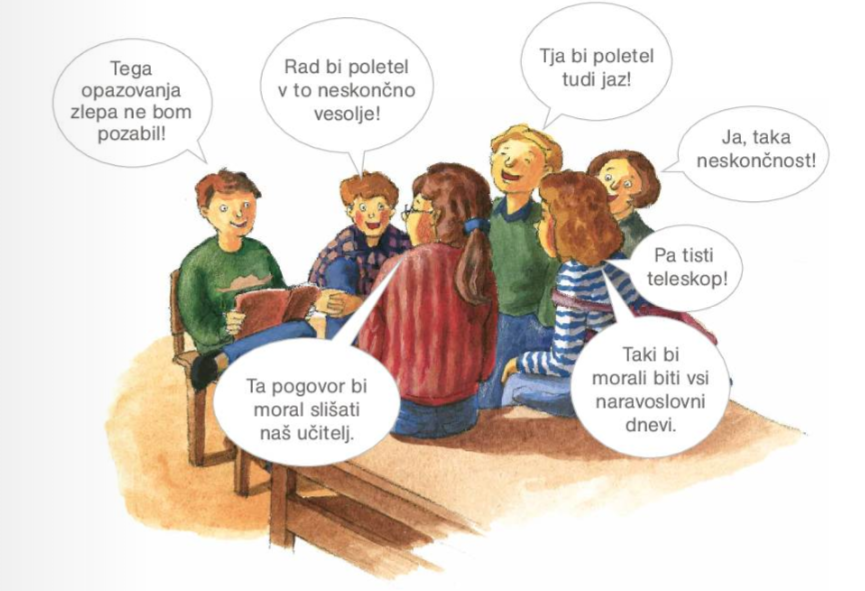 Tega
opazovanja
zlepa ne bom
pozabil!
Rad bi poletel
v to neskončno
vesolje!
Tja bi poletel
tudi jaz!
Ja, taka
neskončnost!
Pa tisti
teleskop!
Ta pogovor bi
moral slišati
naš učitelj.
Taki bi
morali biti vsi
naravoslovni
dnevi.